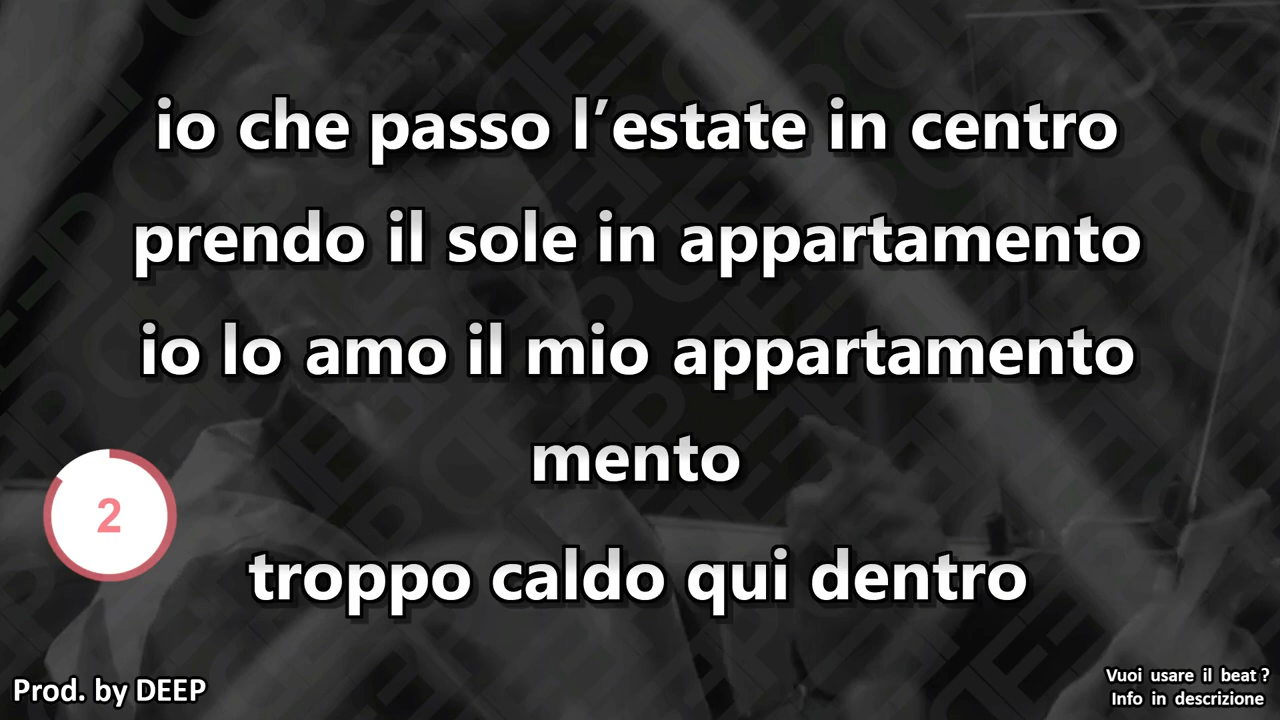 io che passo l’estate in centro
prendo il sole in appartamento
io lo amo il mio appartamento
mento
2
troppo caldo qui dentro
Prod. by DEEP
Vuoi usare il beat ?
Info in descrizione